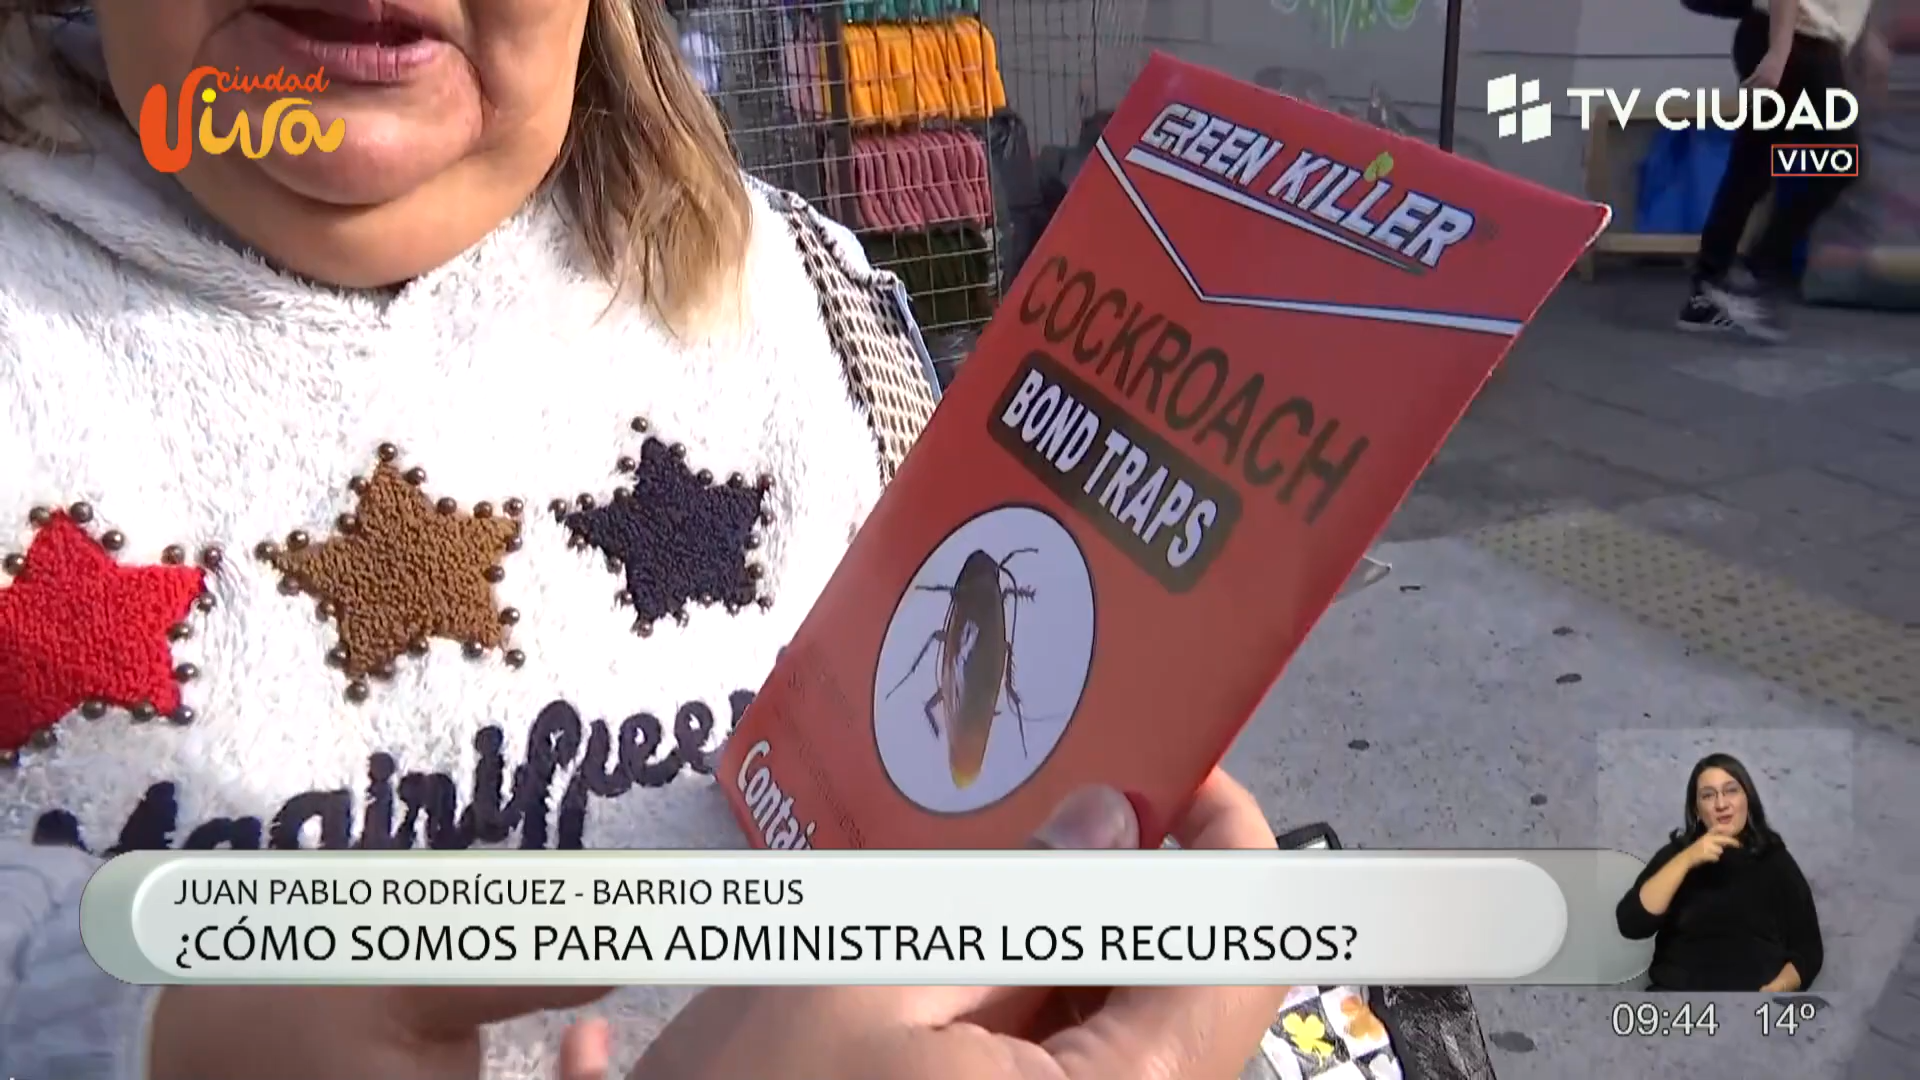 ciudad
Viva
TV CIUDAD
VIVO
GREEN KILLER
COCKROACH
BOND TRAPS
JUAN PABLO RODRÍGUEZ - BARRIO REUS
¿CÓMO SOMOS PARA ADMINISTRAR LOS RECURSOS?
09:44 14º